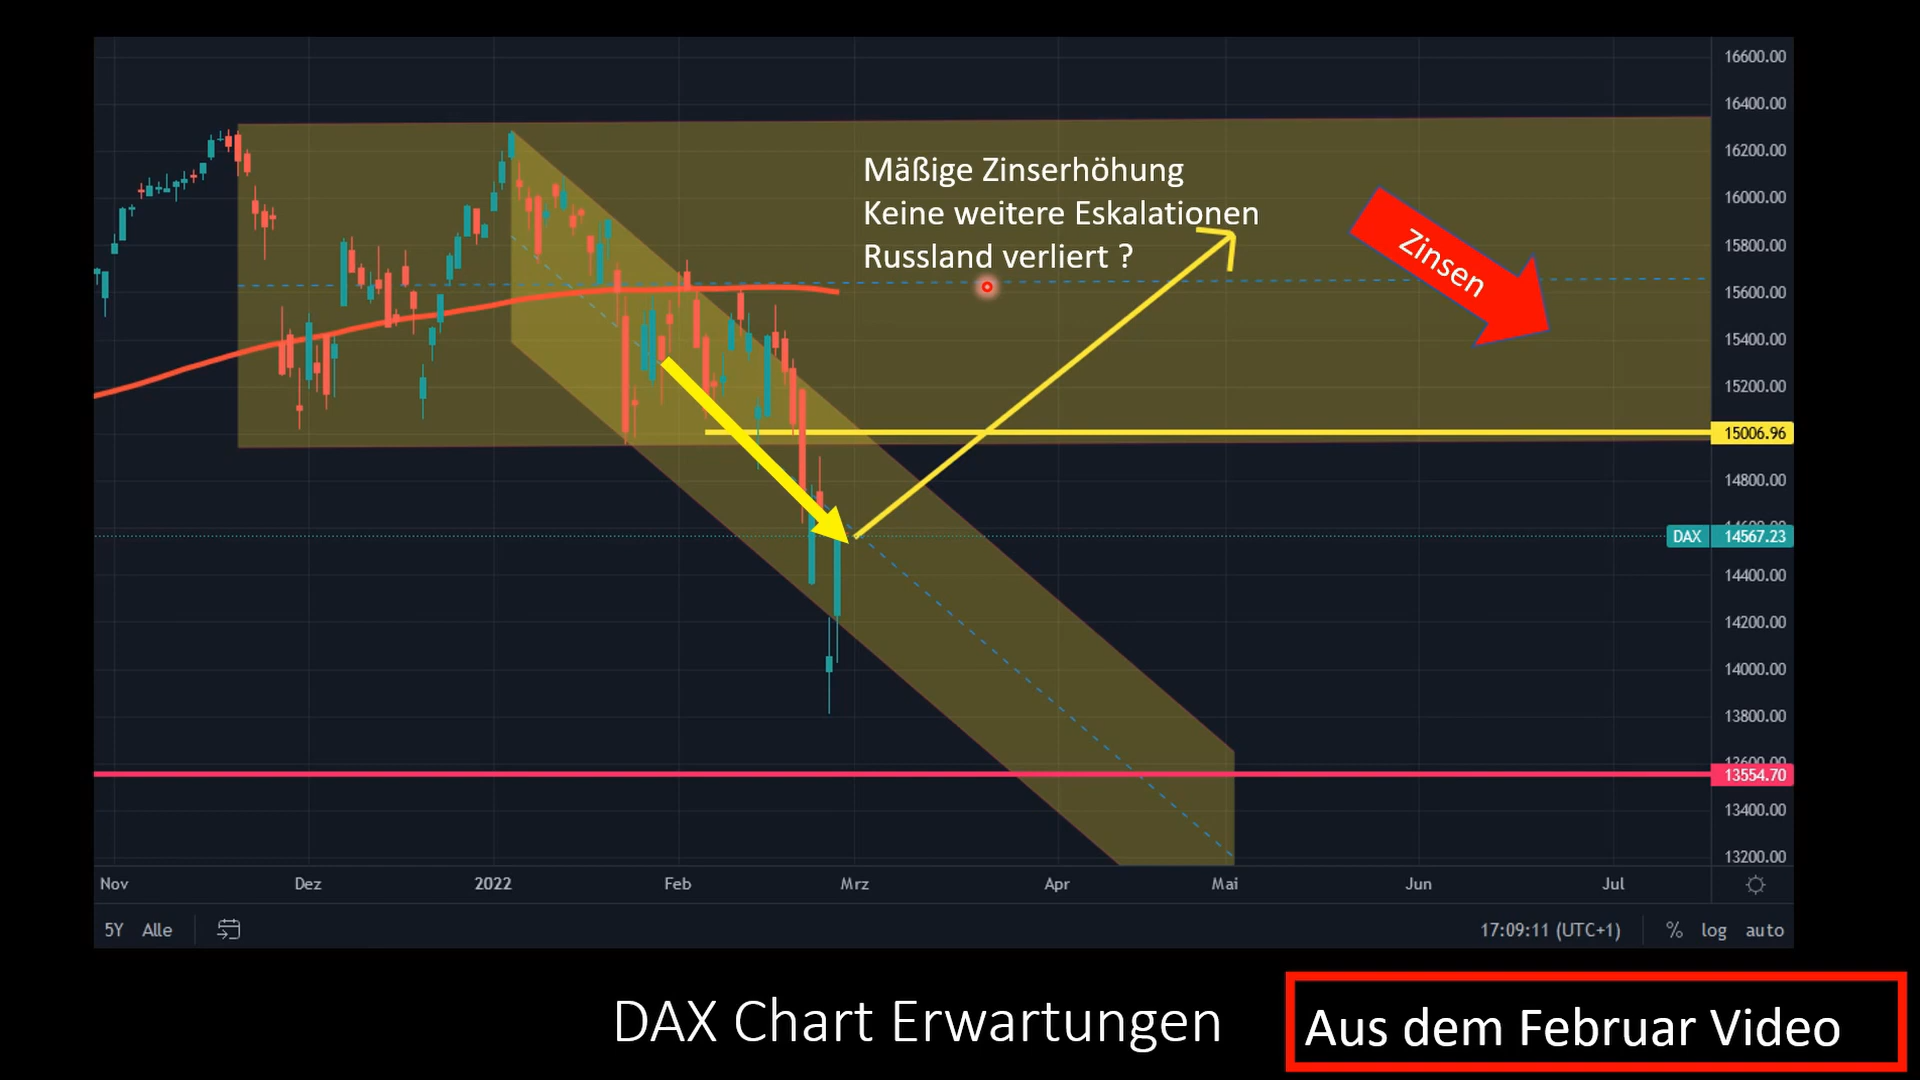 16600.00
16400.00
16200.00
16000.00
15800.00
15600.00
15400.00
15200.00
15006.96
14800.00
DAX 14567.23
14400.00
14200.00
14000.00
13800.00
13554.70
13400.00
13200.00
Mäßige Zinserhöhung
Keine weitere Eskalationen
Russland verliert ?
Zinsen
Nov Dez 2022 Feb Mrz Apr Mai Jun Jul
5Y Alle 17:09:11 (UTC+1) % log auto
DAX Chart Erwartungen
Aus dem Februar Video